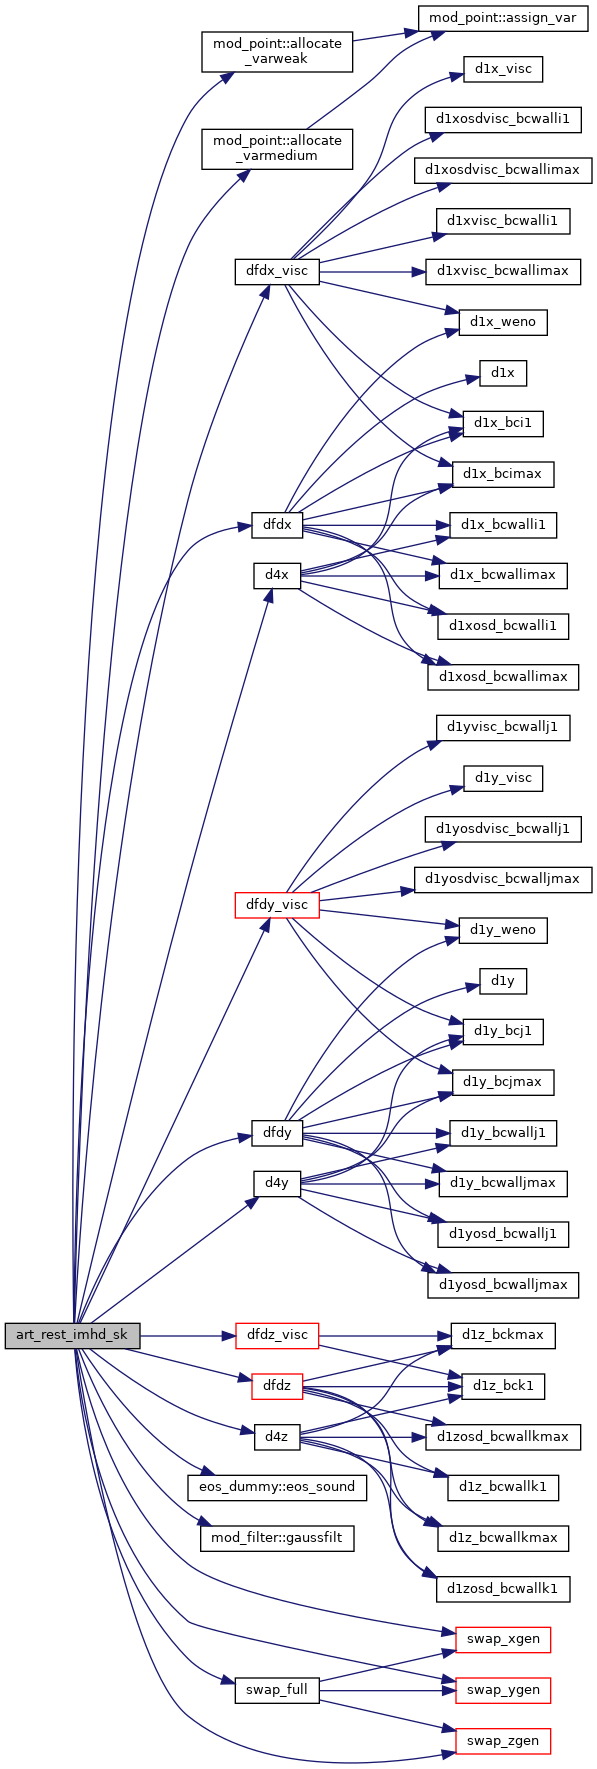 mod_point::assign_var
mod_point::allocate
_varweak
d1x_visc
d1xosdvisc_bcwalli1
mod_point::allocate
_varmedium
d1xosdvisc_bcwallimax
d1xvisc_bcwalli1
dfdx_visc
d1xvisc_bcwallimax
d1x_weno
d1x
d1x_bci1
d1x_bcimax
dfdx
d1x_bcwalli1
d4x
d1x_bcwallimax
d1xosd_bcwalli1
d1xosd_bcwallimax
d1yvisc_bcwallj1
d1y_visc
d1yosdvisc_bcwallj1
d1yosdvisc_bcwalljmax
dfdy_visc
d1y_weno
d1y
d1y_bcj1
d1y_bcjmax
dfdy
d1y_bcwallj1
d4y
d1y_bcwalljmax
d1yosd_bcwallj1
d1yosd_bcwalljmax
art_rest_imhd_sk
dfdz_visc
d1z_bckmax
dfdz
d1z_bck1
d4z
d1zosd_bcwallkmax
eos_dummy::eos_sound
d1z_bcwallk1
mod_filter::gaussfilt
d1z_bcwallkmax
d1zosd_bcwallk1
swap_xgen
swap_full
swap_ygen
swap_zgen